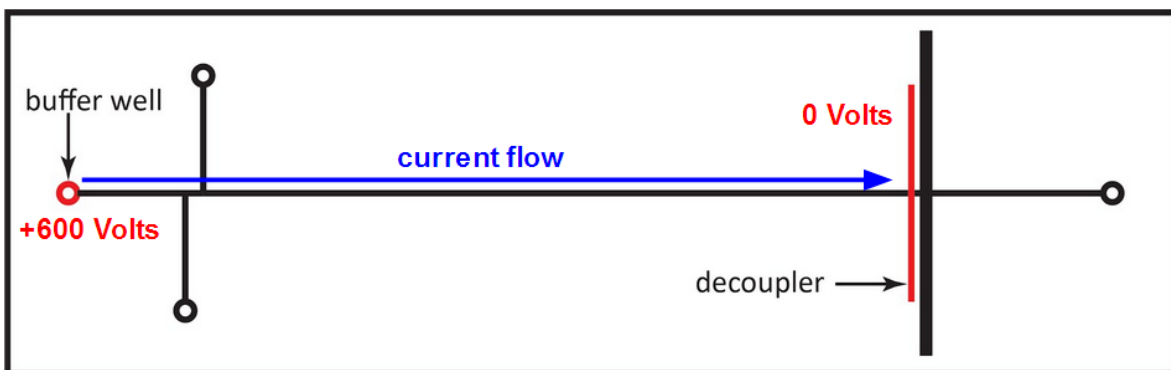 buffer well
0 Volts
current flow
+600 Volts
decoupler